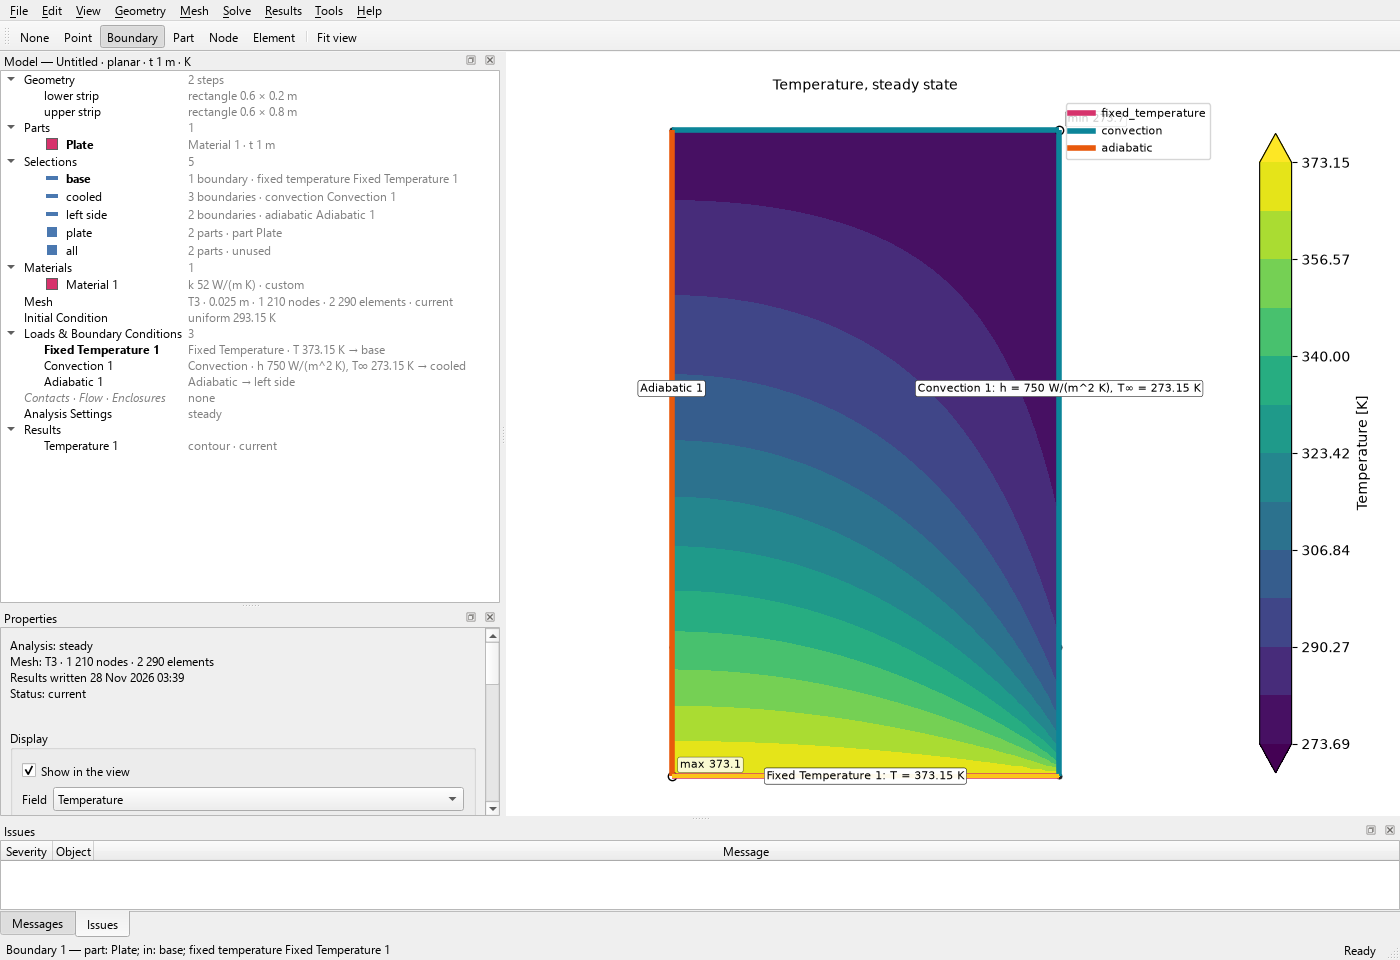 File Edit View Geometry Mesh Solve Results Tools Help
None Point Boundary Part Node Element Fit view
Model — Untitled · planar · t 1 m · K
Geometry 2 steps
lower strip rectangle 0.6 × 0.2 m
upper strip rectangle 0.6 × 0.8 m
Parts 1
Plate Material 1 · t 1 m
Selections 5
base 1 boundary · fixed temperature Fixed Temperature 1
cooled 3 boundaries · convection Convection 1
left side 2 boundaries · adiabatic Adiabatic 1
plate 2 parts · part Plate
all 2 parts · unused
Materials 1
Material 1 k 52 W/(m K) · custom
Mesh T3 · 0.025 m · 1 210 nodes · 2 290 elements · current
Initial Condition uniform 293.15 K
Loads & Boundary Conditions 3
Fixed Temperature 1 Fixed Temperature · T 373.15 K → base
Convection 1 Convection · h 750 W/(m^2 K), T∞ 273.15 K → cooled
Adiabatic 1 Adiabatic → left side
Contacts · Flow · Enclosures none
Analysis Settings steady
Results
Temperature 1 contour · current
Properties
Analysis: steady
Mesh: T3 · 1 210 nodes · 2 290 elements
Results written 28 Nov 2026 03:39
Status: current
Display
Show in the view
Field Temperature
Temperature, steady state
fixed_temperature
convection
adiabatic
Adiabatic 1
Convection 1: h = 750 W/(m^2 K), T∞ = 273.15 K
max 373.1
Fixed Temperature 1: T = 373.15 K
373.15
356.57
340.00
323.42
306.84
290.27
273.69
Temperature [K]
Issues
Severity Object Message
Messages Issues
Boundary 1 — part: Plate; in: base; fixed temperature Fixed Temperature 1 Ready